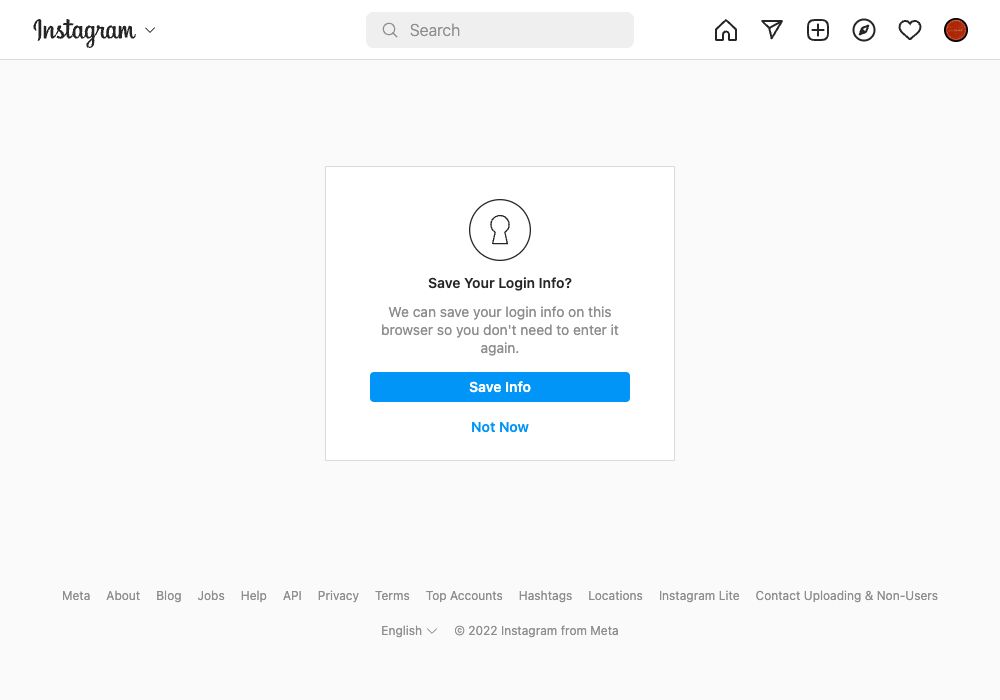 Instagram
Search
Save Your Login Info?
We can save your login info on this
browser so you don't need to enter it
again.
Save Info
Not Now
Meta About Blog Jobs Help API Privacy Terms Top Accounts Hashtags Locations Instagram Lite Contact Uploading & Non-Users
English © 2022 Instagram from Meta